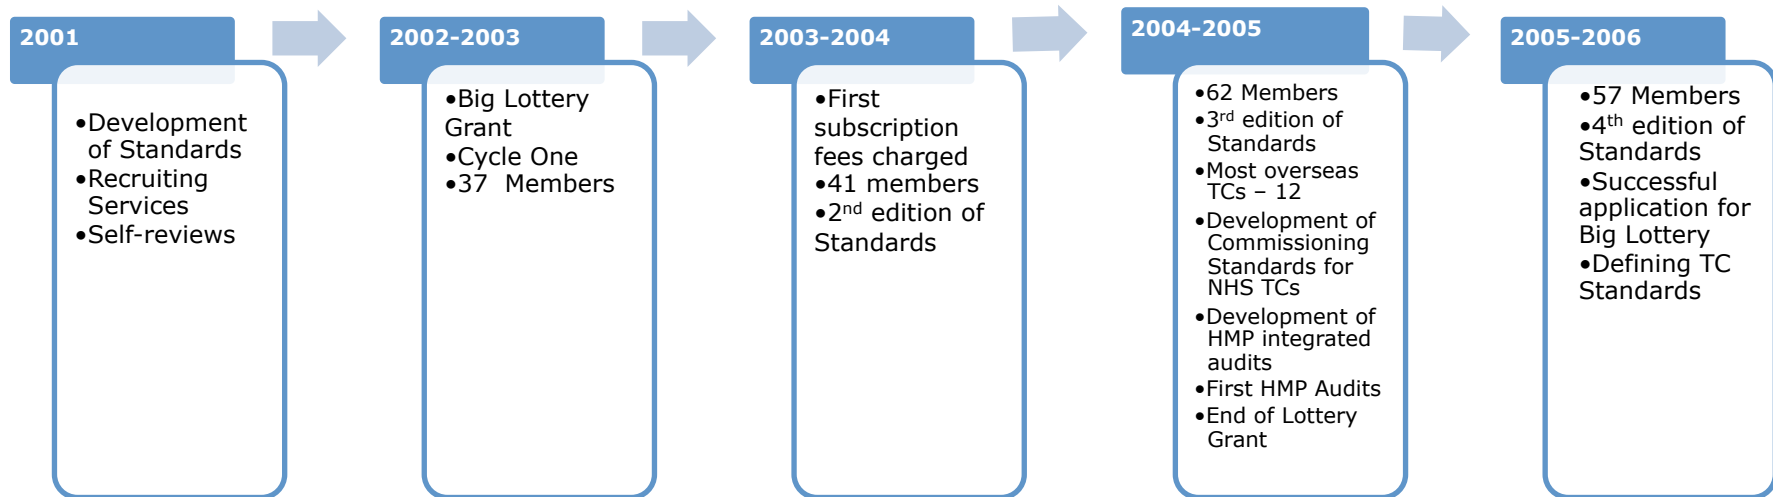 2001
•Development
of Standards
•Recruiting
Services
•Self-reviews
2002-2003
•Big Lottery
Grant
•Cycle One
•37 Members
2003-2004
•First
subscription
fees charged
•41 members
•2nd edition of
Standards
2004-2005
•62 Members
•3rd edition of
Standards
•Most overseas
TCs – 12
•Development of
Commissioning
Standards for
NHS TCs
•Development of
HMP integrated
audits
•First HMP Audits
•End of Lottery
Grant
2005-2006
•57 Members
•4th edition of
Standards
•Successful
application for
Big Lottery
•Defining TC
Standards